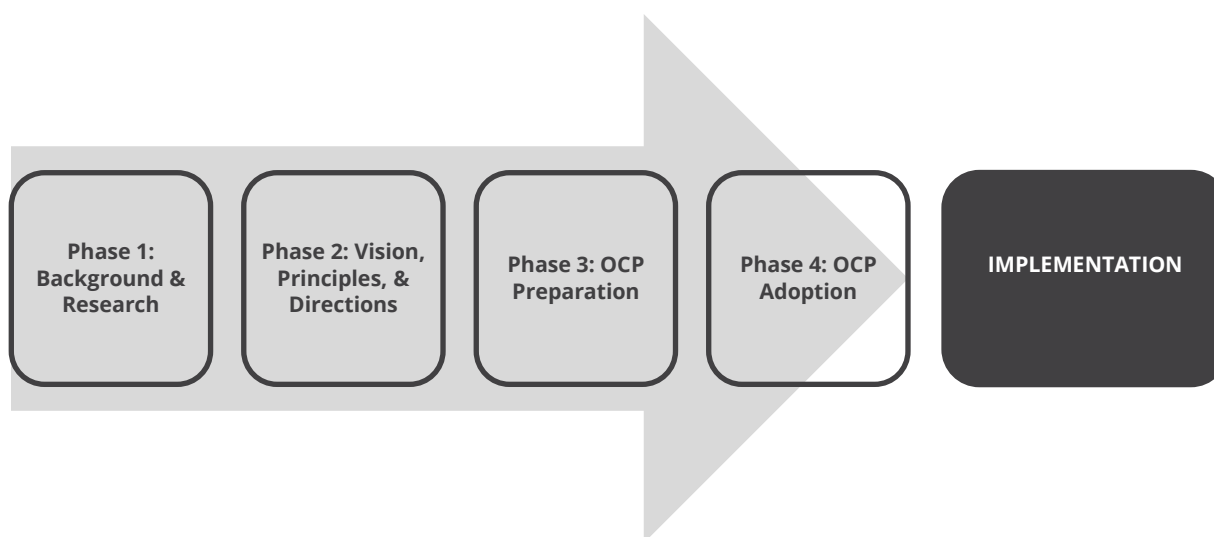 Phase 1:
Background &
Research
Phase 2: Vision,
Principles, &
Directions
Phase 3: OCP
Preparation
Phase 4: OCP
Adoption
IMPLEMENTATION